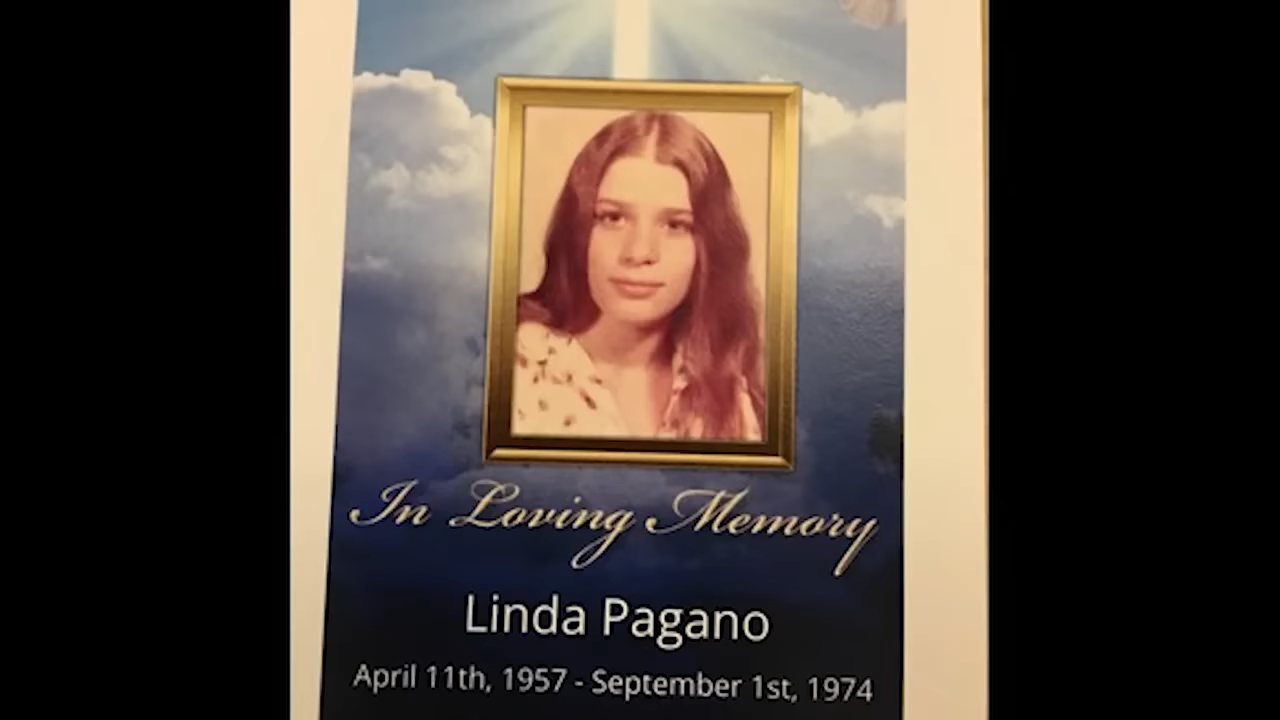 In Loving Memory
Linda Pagano
April 11th, 1957 - September 1st, 1974